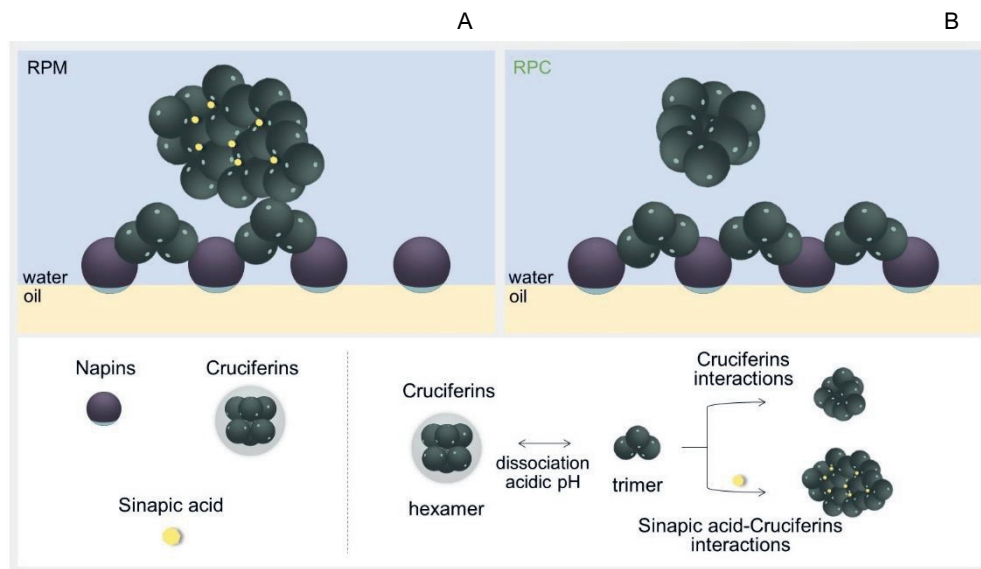 A
B
RPM
RPC
water
oil
water
oil
Napins
Cruciferins
Sinapic acid
Cruciferins
hexamer
dissociation
acidic pH
trimer
Cruciferins
interactions
Sinapic acid-Cruciferins
interactions